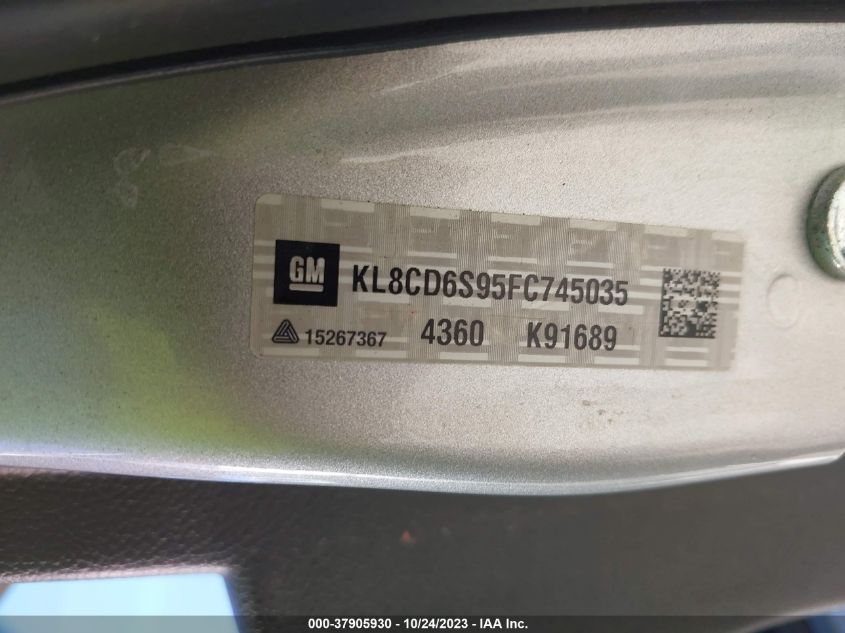 GM KL8CD6S95FC745035
15267367 4360 K91689
000-37905930 - 10/24/2023 - IAA Inc.